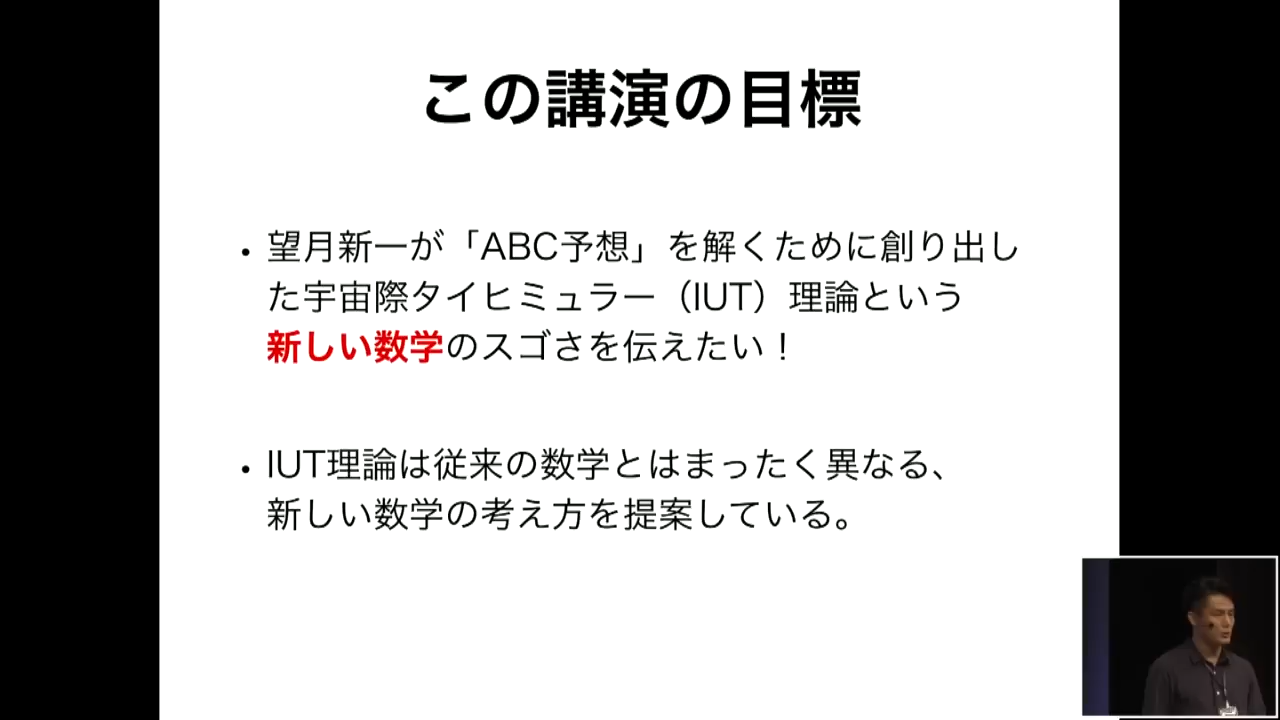 この講演の目標
・望月新一が「ABC予想」を解くために創り出し
た宇宙際タイヒミュラー（IUT）理論という
新しい数学のスゴさを伝えたい！
・IUT理論は従来の数学とはまったく異なる、
新しい数学の考え方を提案している。